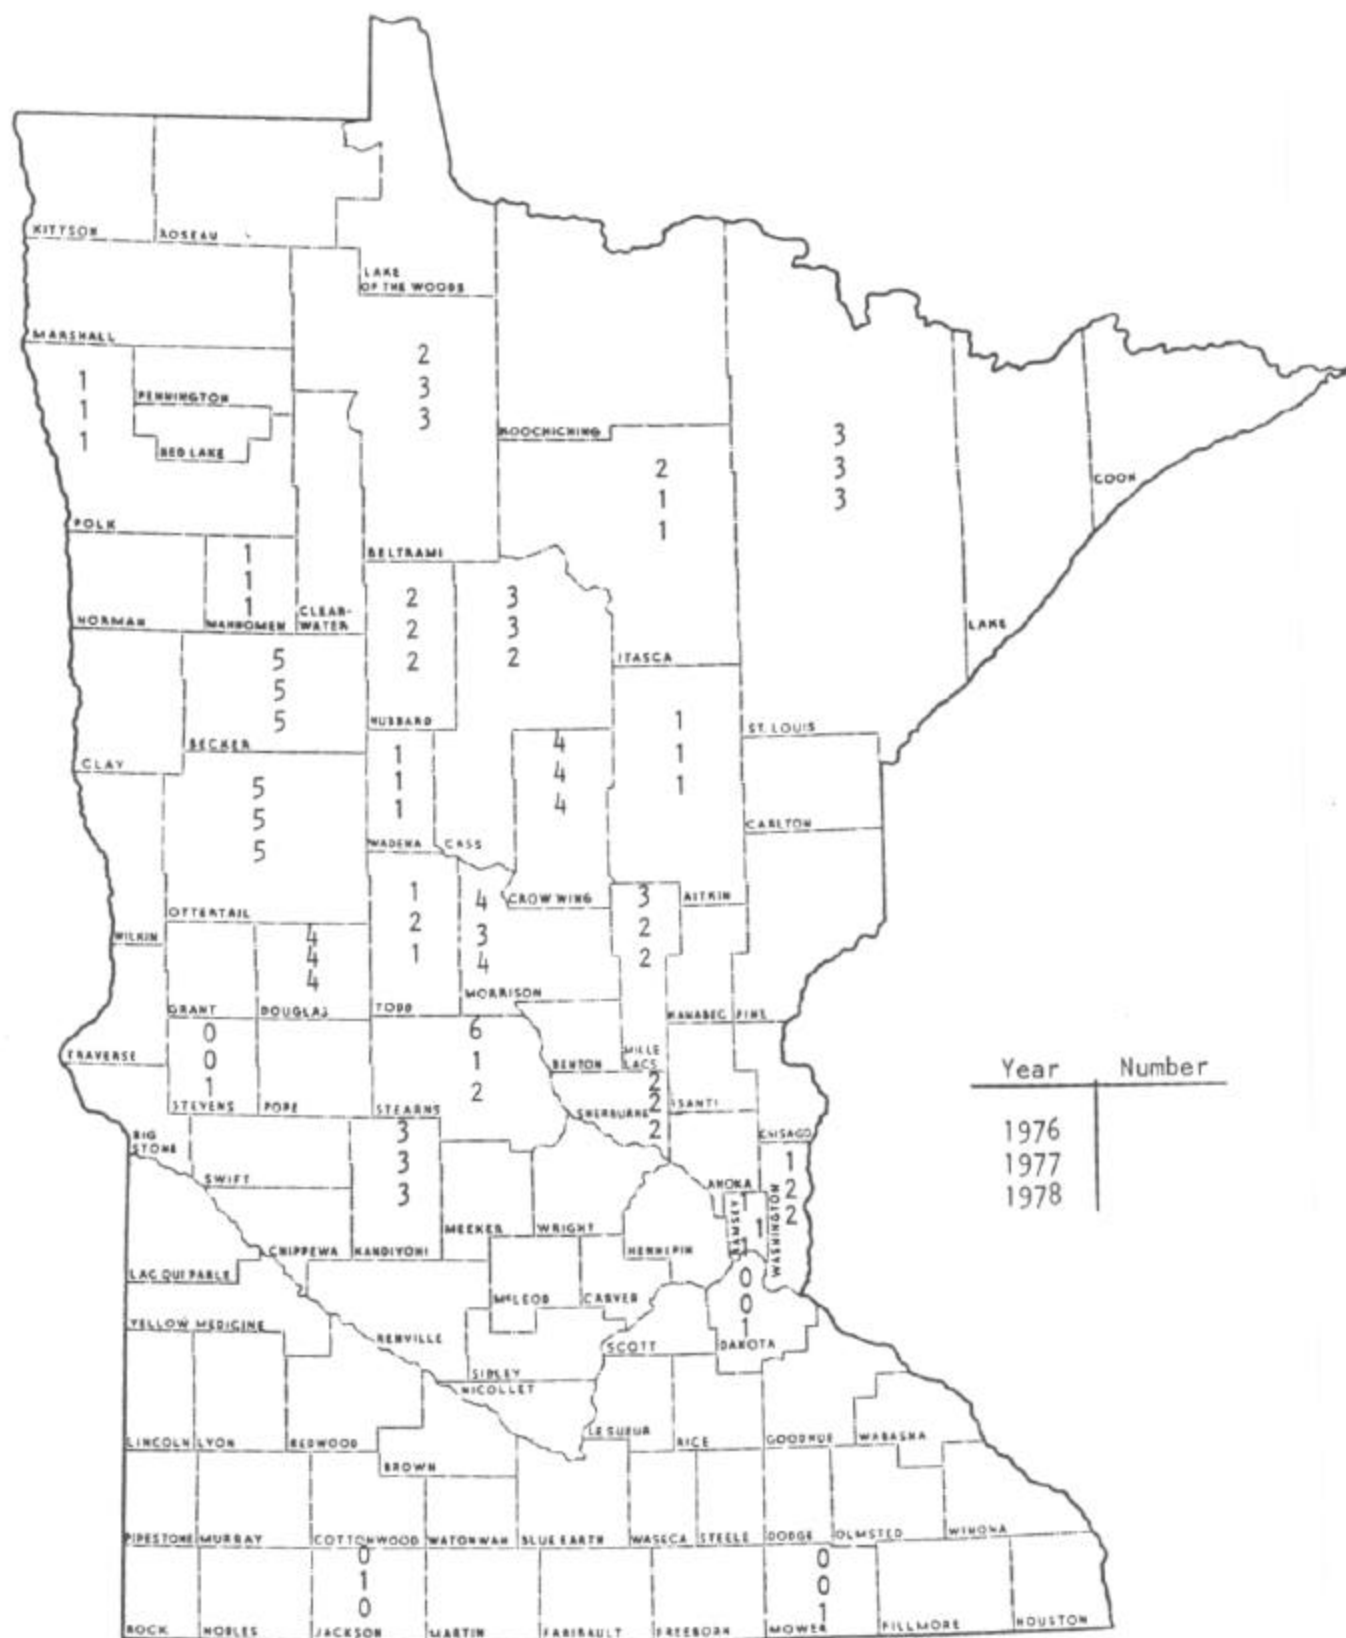 KITTSON
ROSEAU
LAKE
OF THE WOODS
MARSHALL
2
3
3
1
1
1
PENNINGTON
KOOCHICHING
3
3
3
RED LAKE
2
1
1
COOK
POLK
BELTRAMI
1
1
1
2
2
2
3
3
2
NORMAN
MAHNOMEN
CLEAR-
WATER
LAKE
5
5
5
ITASCA
HUBBARD
1
1
1
ST. LOUIS
BECKER
CLAY
1
1
1
4
4
4
5
5
5
CARLTON
WADENA
CASS
1
2
1
4
3
4
CROW WING
3
2
2
AITKIN
OTTERTAIL
WILKIN
4
4
4
MORRISON
GRANT
DOUGLAS
TODD
KANABEC
PINE
0
0
1
6
1
2
TRAVERSE
BENTON
MILLE
LACS
2
2
2
STEVENS
POPE
STEARNS
SHERBURNE
ISANTI
Year Number
1976
1977
1978
BIG
STONE
3
3
3
CHISAGO
1
2
2
SWIFT
ANOKA
RAMSEY
WASHINGTON
1
1
1
MEEKER
WRIGHT
HENNEPIN
CHIPPEWA
KANDIYOHI
LAC QUI PARLE
0
0
1
McLEOD
CARVER
YELLOW MEDICINE
RENVILLE
SCOTT
DAKOTA
SIBLEY
NICOLLET
LE SUEUR
LINCOLN
LYON
REDWOOD
RICE
GOODHUE
WABASHA
BROWN
PIPESTONE
MURRAY
COTTONWOOD
WATONWAN
BLUE EARTH
WASECA
STEELE
DODGE
OLMSTED
WINONA
0
1
0
0
0
1
ROCK
NOBLES
JACKSON
MARTIN
FARIBAULT
FREEBORN
MOWER
FILLMORE
HOUSTON